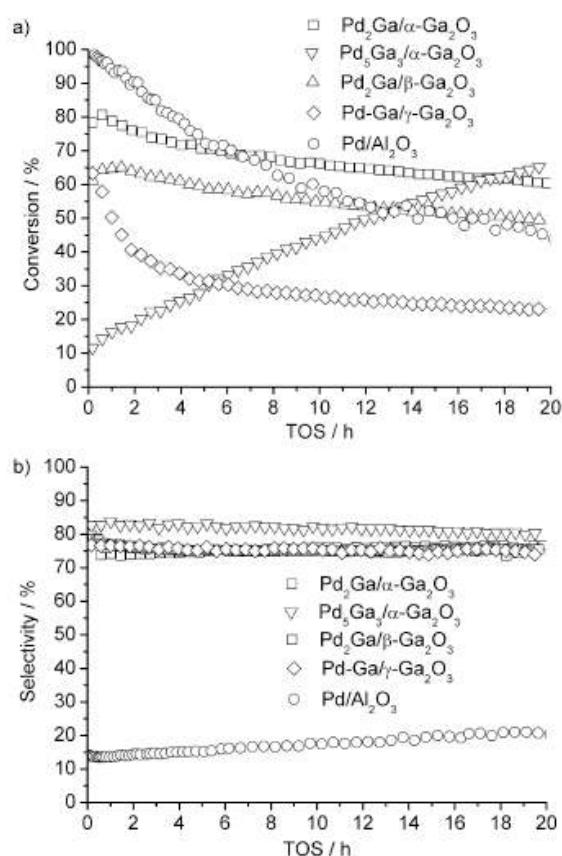 a)
Pd₂Ga/α-Ga₂O₃
Pd₅Ga₃/α-Ga₂O₃
Pd₂Ga/β-Ga₂O₃
Pd-Ga/γ-Ga₂O₃
Pd/Al₂O₃
Conversion / %
100
90
80
70
60
50
40
30
20
10
0
0 2 4 6 8 10 12 14 16 18 20
TOS / h
b)
Selectivity / %
100
90
80
70
60
50
40
30
20
10
0
Pd₂Ga/α-Ga₂O₃
Pd₅Ga₃/α-Ga₂O₃
Pd₂Ga/β-Ga₂O₃
Pd-Ga/γ-Ga₂O₃
Pd/Al₂O₃
0 2 4 6 8 10 12 14 16 18 20
TOS / h